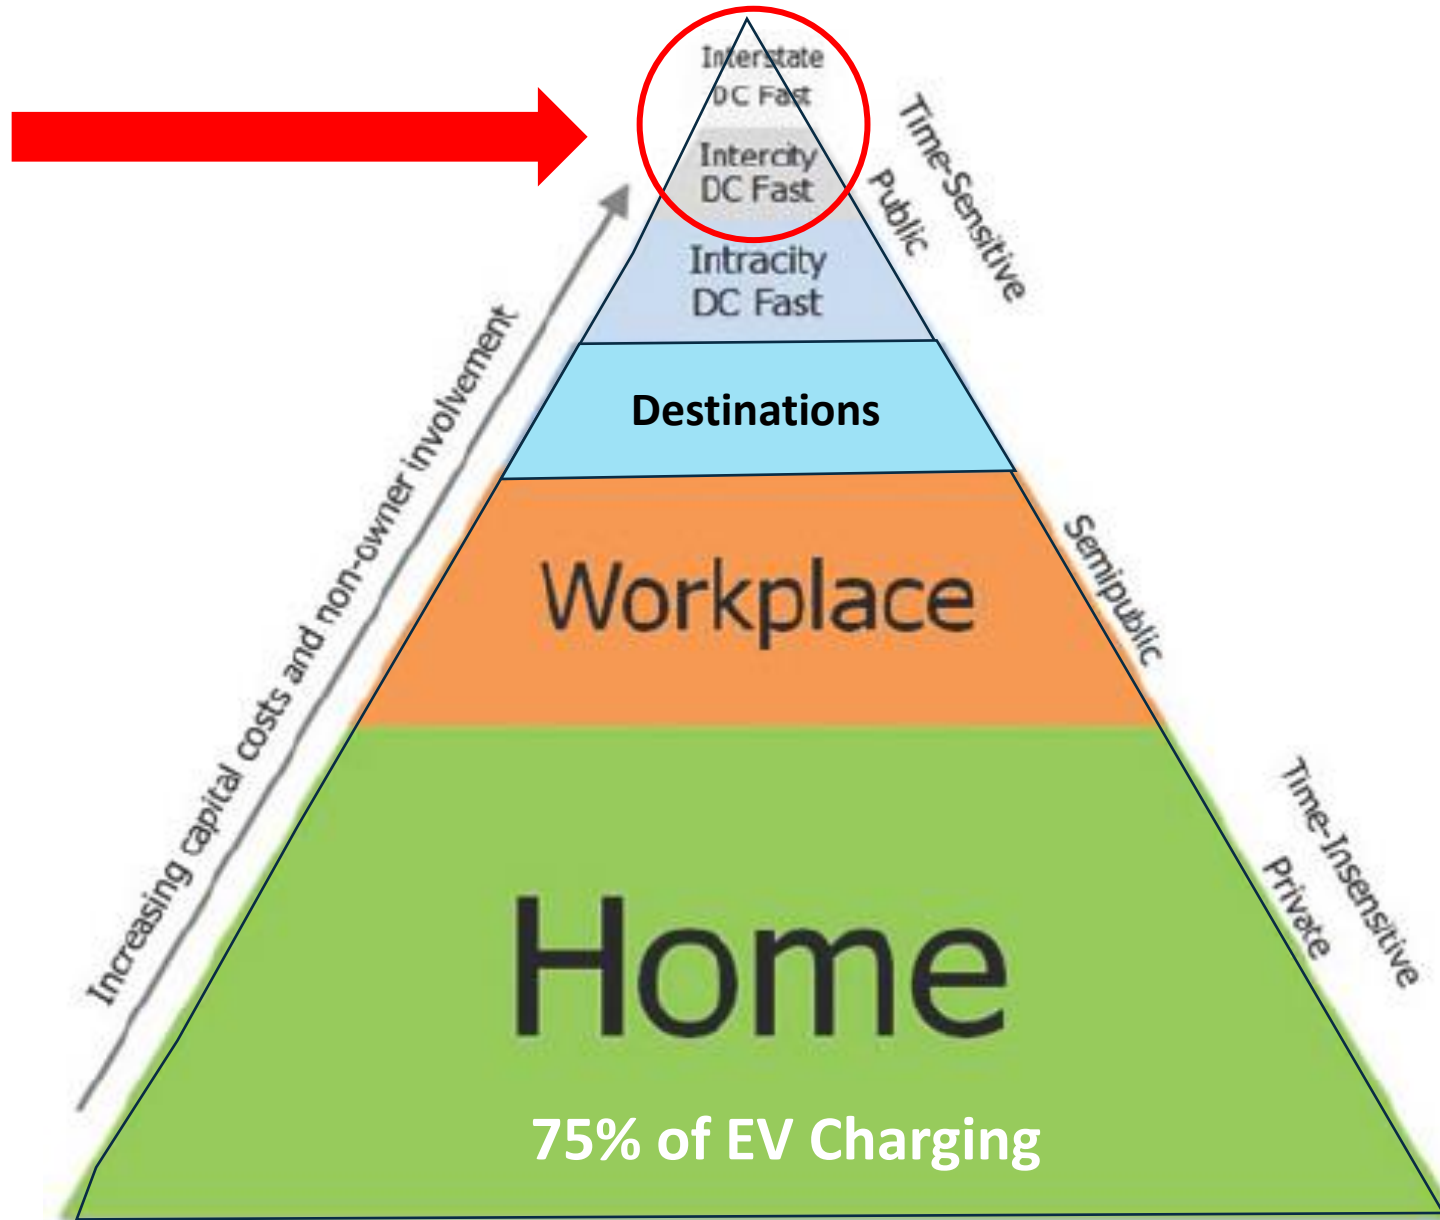 Interstate
DC Fast
Intercity
DC Fast
Intracity
DC Fast
Destinations
Workplace
Home
75% of EV Charging
Increasing capital costs and non-owner involvement
Time-Sensitive
Public
Semipublic
Time-Insensitive
Private